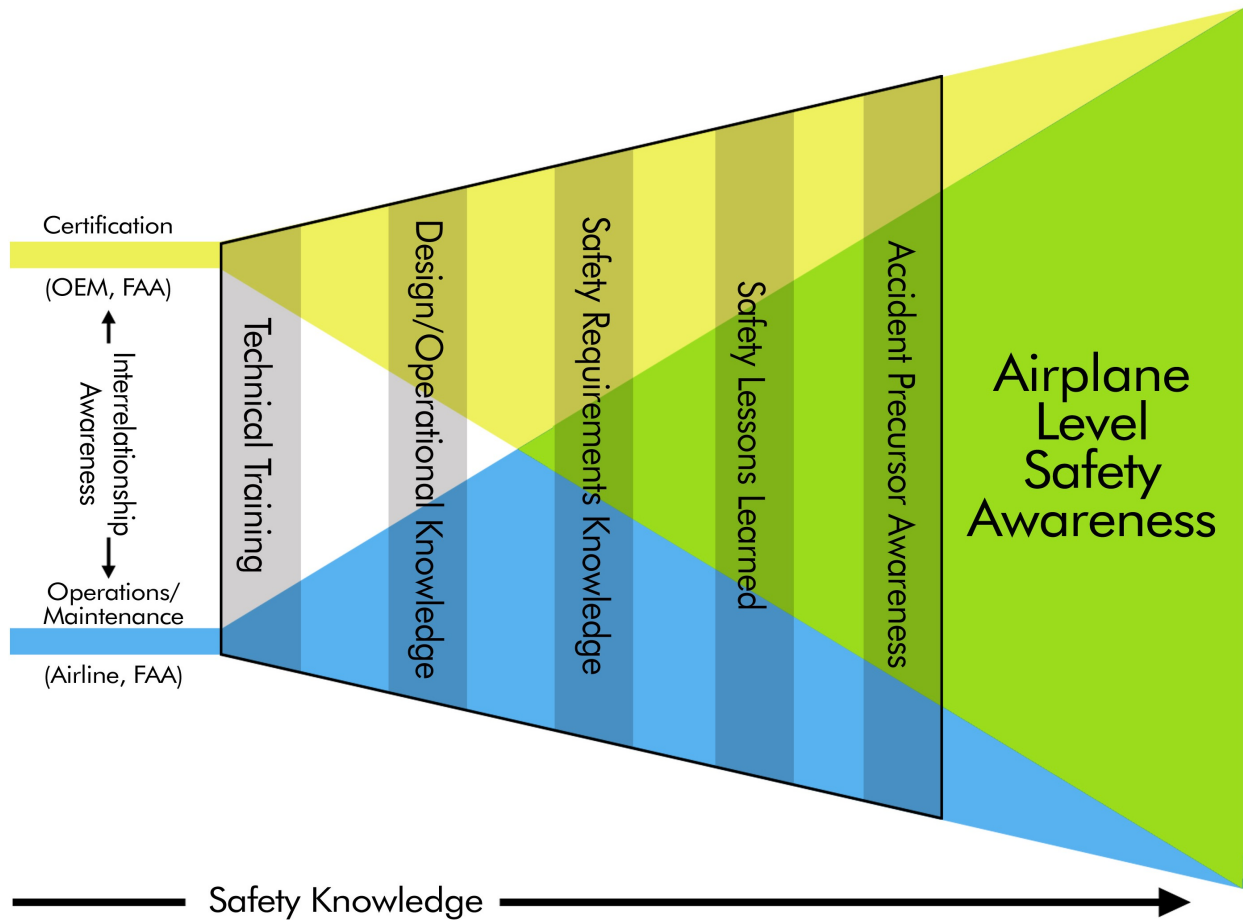 Certification
(OEM, FAA)
Interrelationship
Awareness
Operations/
Maintenance
(Airline, FAA)
Technical Training
Design/Operational Knowledge
Safety Requirements Knowledge
Safety Lessons Learned
Accident Precursor Awareness
Airplane
Level
Safety
Awareness
Safety Knowledge